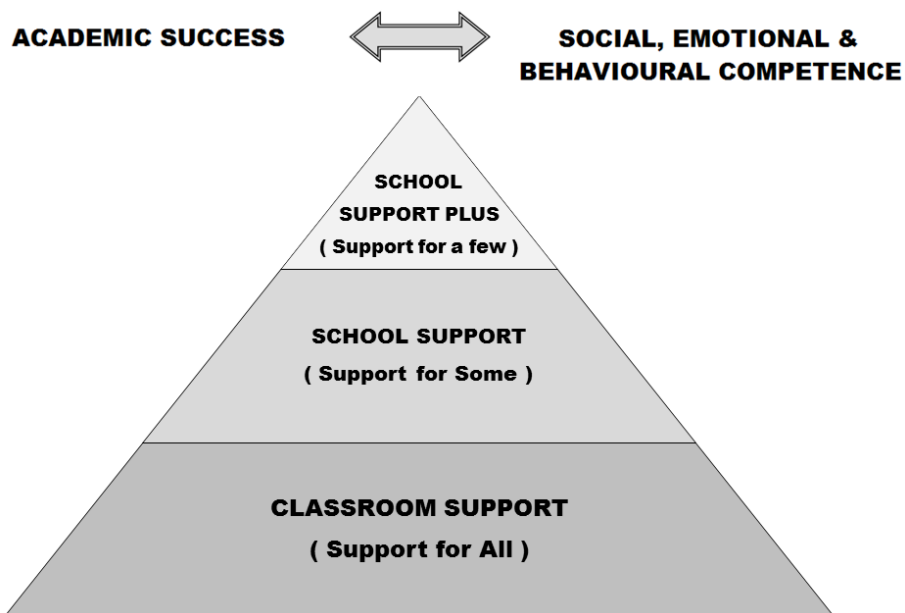 ACADEMIC SUCCESS
SOCIAL, EMOTIONAL &
BEHAVIOURAL COMPETENCE
SCHOOL
SUPPORT PLUS
( Support for a few )
SCHOOL SUPPORT
( Support for Some )
CLASSROOM SUPPORT
( Support for All )